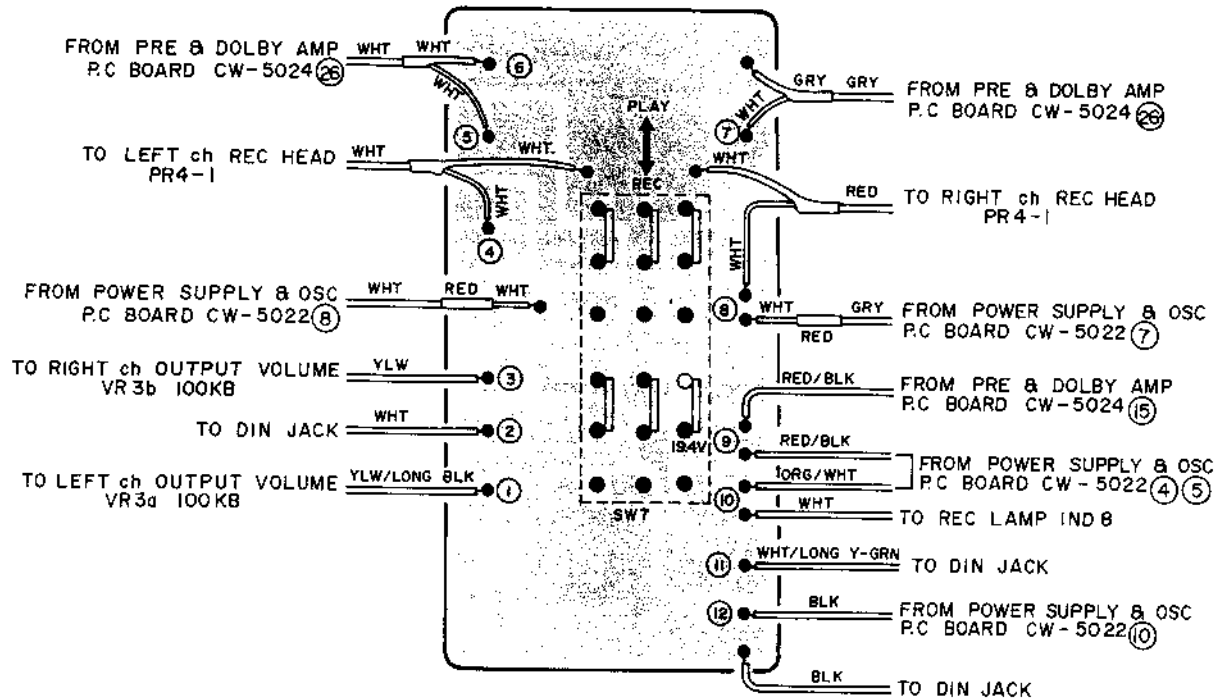 FROM PRE & DOLBY AMP
P.C BOARD CW-5024 26
WHT WHT
WHT
6
5
TO LEFT ch REC HEAD
PR4-1
WHT
WHT
WHT
4
FROM POWER SUPPLY & OSC
P.C BOARD CW-5022 8
WHT RED WHT
TO RIGHT ch OUTPUT VOLUME
VR3b 100KB
YLW
3
TO DIN JACK
WHT
2
TO LEFT ch OUTPUT VOLUME
VR3a 100KB
YLW/LONG BLK
1
PLAY
REC
19.4V
SW7
GRY GRY
WHT
7
FROM PRE & DOLBY AMP
P.C BOARD CW-5024 26
WHT
RED
WHT
TO RIGHT ch REC HEAD
PR4-1
8
WHT GRY
RED
FROM POWER SUPPLY & OSC
P.C BOARD CW-5022 7
RED/BLK
FROM PRE & DOLBY AMP
P.C BOARD CW-5024 15
9
RED/BLK
ORG/WHT
FROM POWER SUPPLY & OSC
P.C BOARD CW-5022 4 5
10
WHT
TO REC LAMP IND 8
11
WHT/LONG Y-GRN
TO DIN JACK
12
BLK
FROM POWER SUPPLY & OSC
P.C BOARD CW-5022 10
BLK
TO DIN JACK